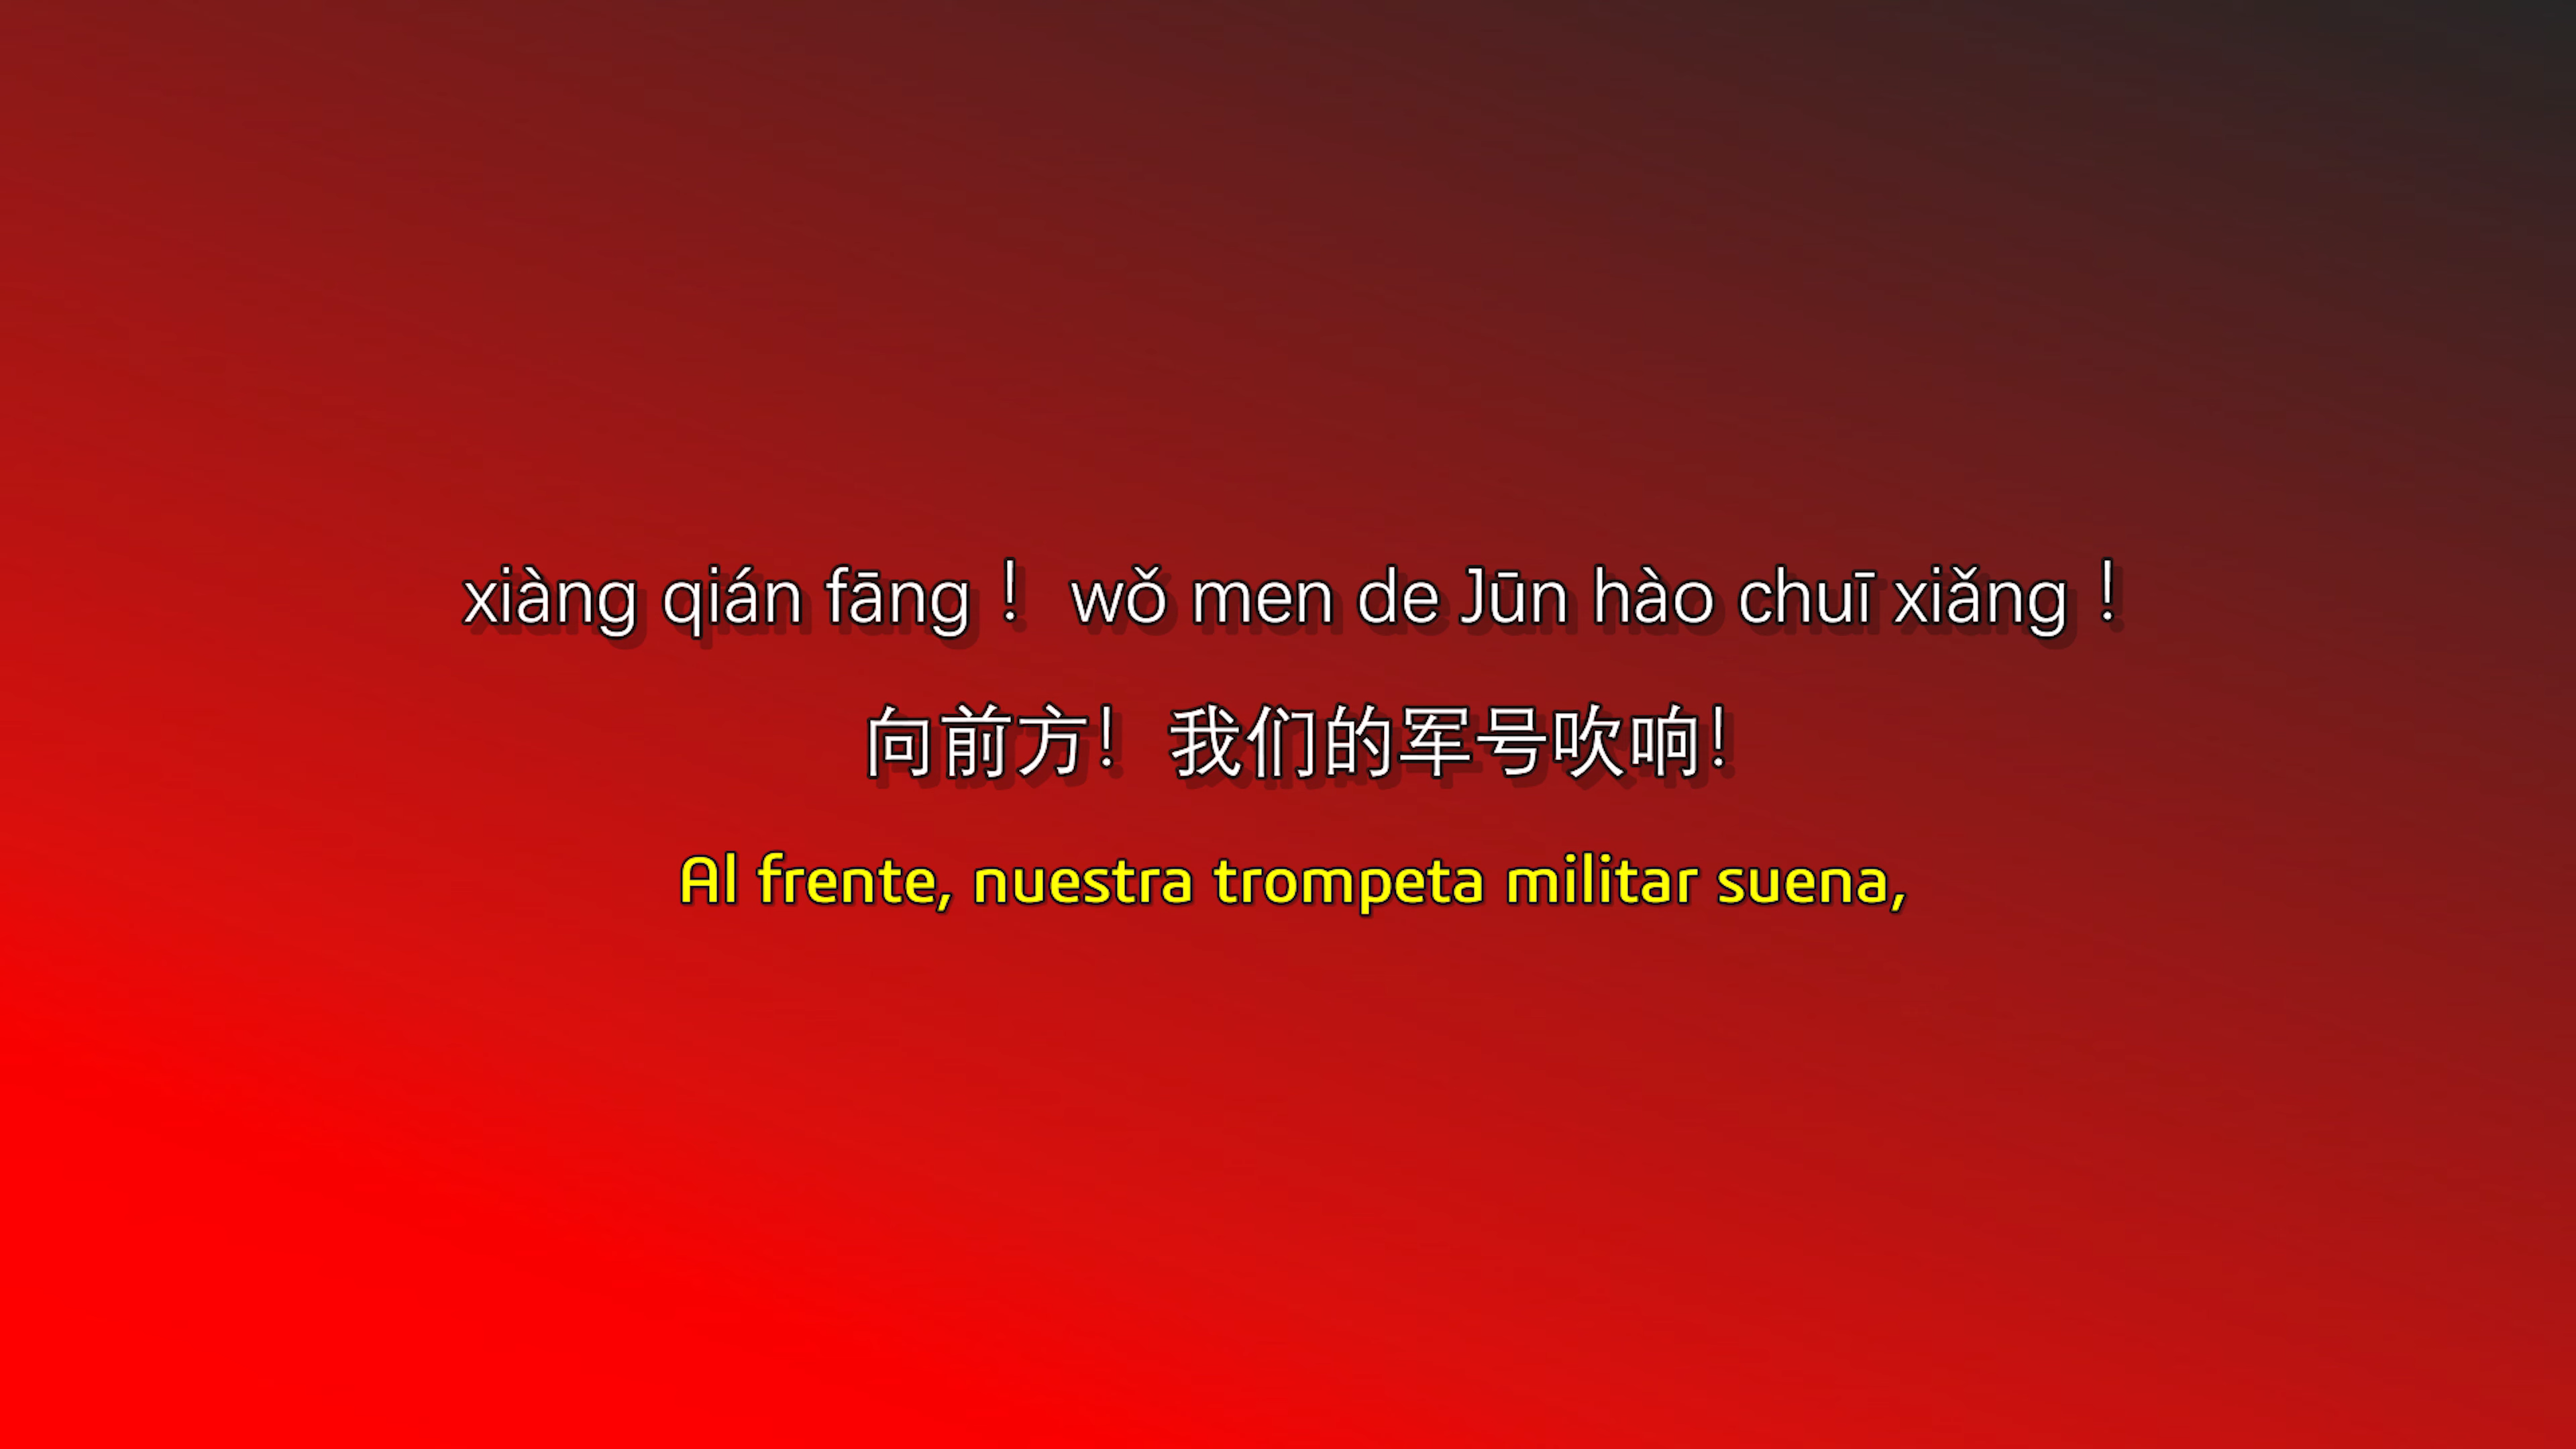 xiàng qián fāng！ wǒ men de Jūn hào chuī xiǎng！
向前方！我们的军号吹响！
Al frente, nuestra trompeta militar suena,